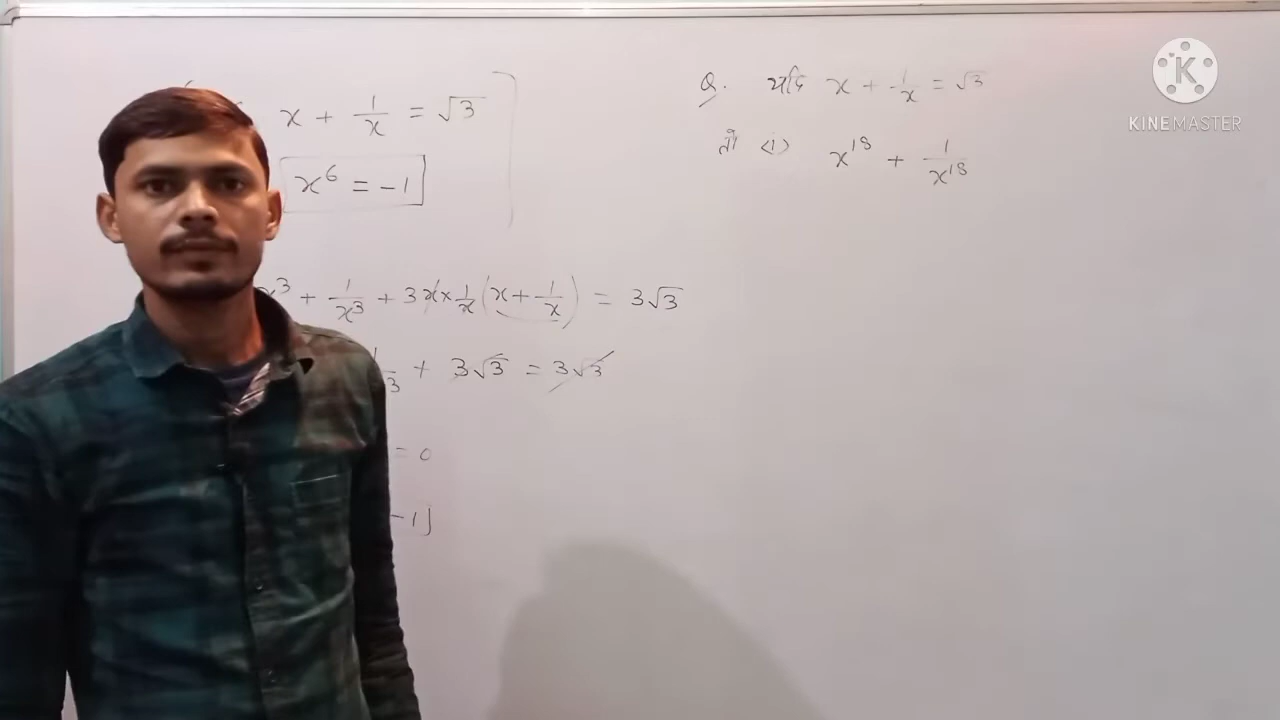 x + 1/x = √3
x⁶ = -1
x³ + 1/x³ + 3x × 1/x (x + 1/x) = 3√3
+ 3√3 = 3√3
= 0
-1
Q. यदि x + 1/x = √3
तो (i) x¹⁸ + 1/x¹⁸
KINEMASTER